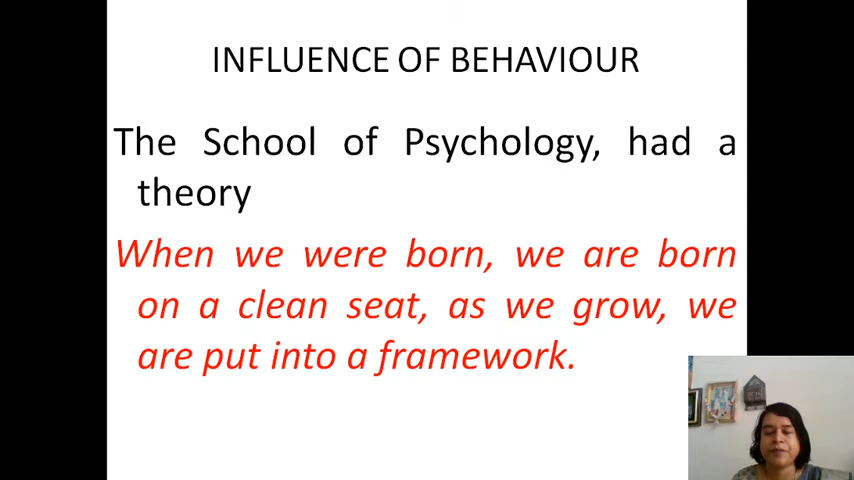 INFLUENCE OF BEHAVIOUR
The School of Psychology, had a
theory
When we were born, we are born
on a clean seat, as we grow, we
are put into a framework.